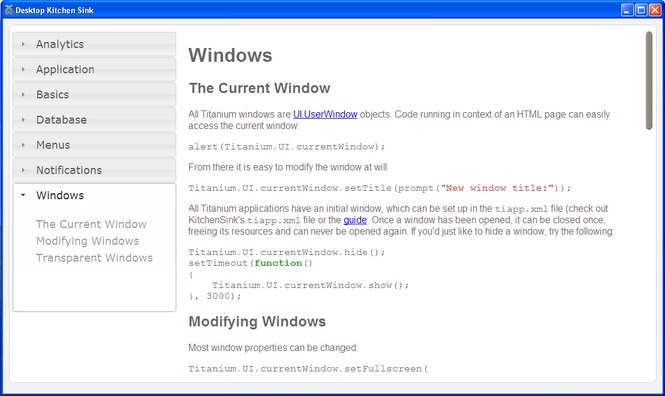 Desktop Kitchen Sink
Analytics
Application
Basics
Database
Menus
Notifications
Windows
The Current Window
Modifying Windows
Transparent Windows
Windows
The Current Window
All Titanium windows are UI.UserWindow objects. Code running in context of an HTML page can easily
access the current window:
alert(Titanium.UI.currentWindow);
From there it is easy to modify the window at will:
Titanium.UI.currentWindow.setTitle(prompt("New window title:"));
All Titanium applications have an initial window, which can be set up in the tiapp.xml file (check out
KitchenSink's tiapp.xml file or the guide. Once a window has been opened, it can be closed once,
freeing its resources and can never be opened again. If you'd just like to hide a window, try the following:
Titanium.UI.currentWindow.hide();
setTimeout(function()
{
    Titanium.UI.currentWindow.show();
}, 3000);
Modifying Windows
Most window properties can be changed:
Titanium.UI.currentWindow.setFullscreen(